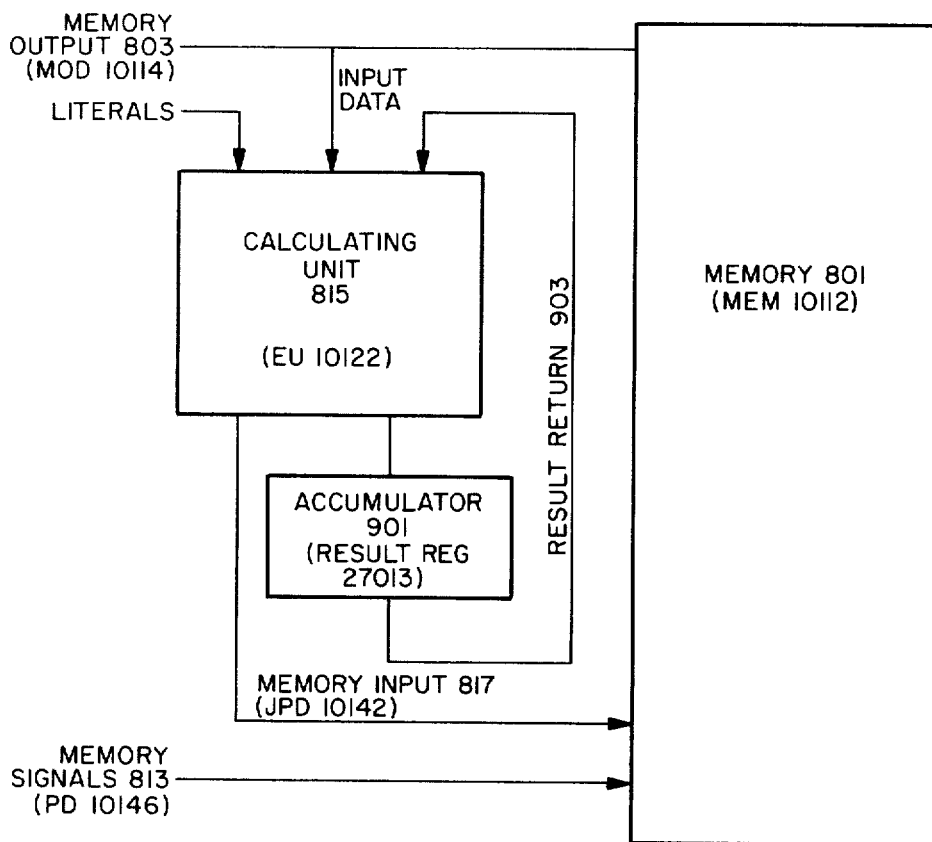 MEMORY
OUTPUT 803
(MOD 10114)
INPUT
DATA
LITERALS
CALCULATING
UNIT
815
(EU 10122)
MEMORY 801
(MEM 10112)
RESULT RETURN 903
ACCUMULATOR
901
(RESULT REG
27013)
MEMORY INPUT 817
(JPD 10142)
MEMORY
SIGNALS 813
(PD 10146)